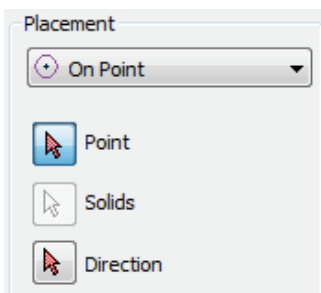 Placement
On Point
Point
Solids
Direction